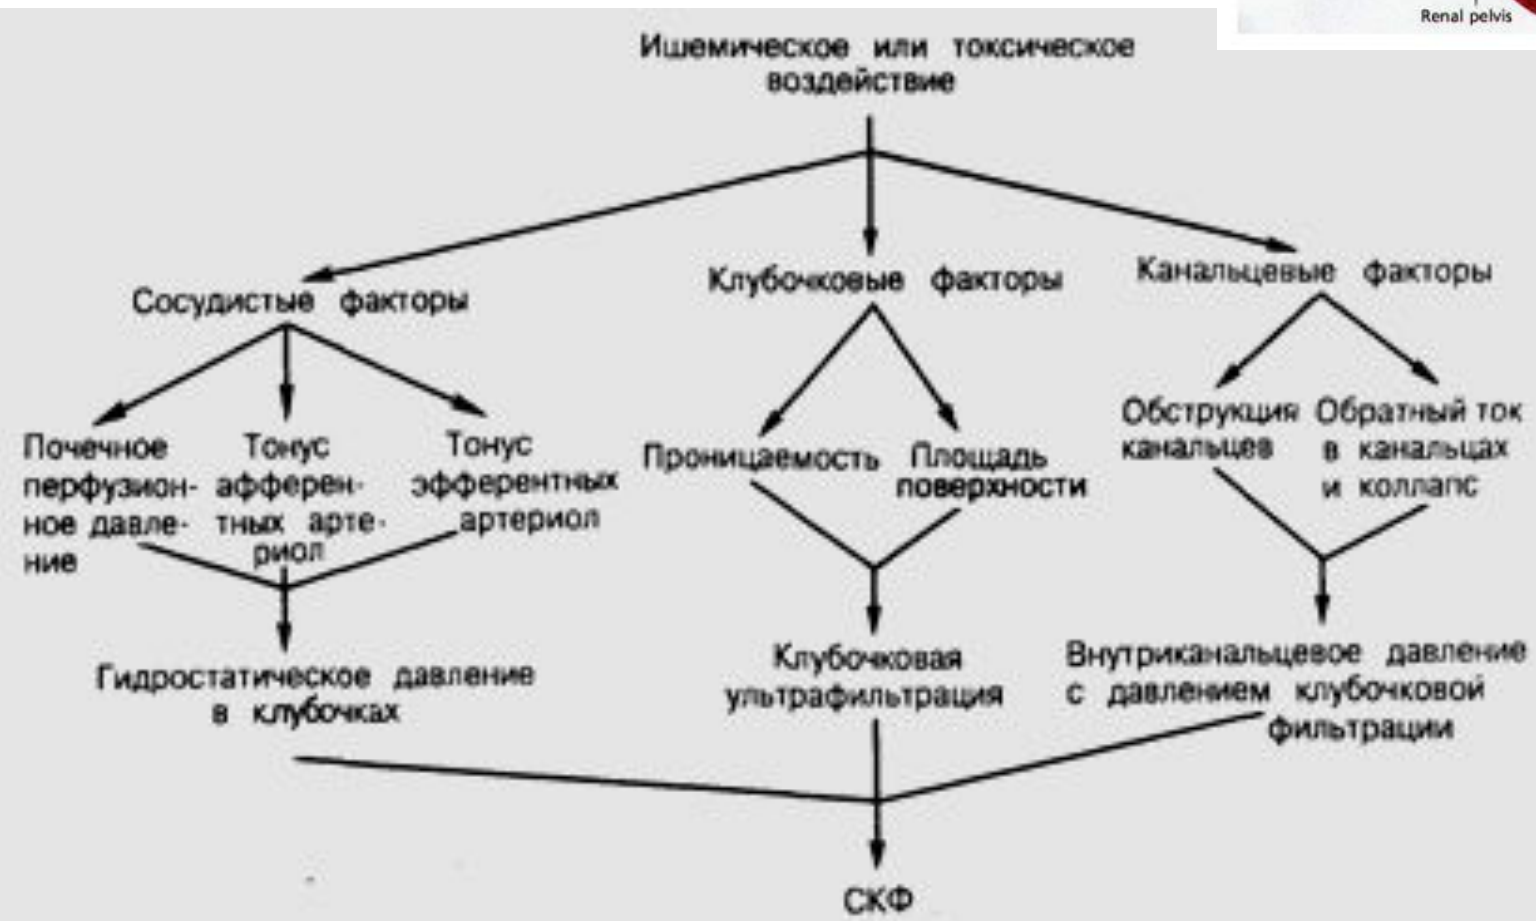 Renal pelvis
Ишемическое или токсическое
воздействие
Сосудистые факторы
Клубочковые факторы
Канальцевые факторы
Почечное
перфузион-
ное давле-
ние
Тонус
афферен-
тных арте-
риол
Тонус
эфферентных
артериол
Проницаемость
Площадь
поверхности
Обструкция
канальцев
Обратный ток
в канальцах
и коллапс
Гидростатическое давление
в клубочках
Клубочковая
ультрафильтрация
Внутриканальцевое давление
с давлением клубочковой
фильтрации
СКФ